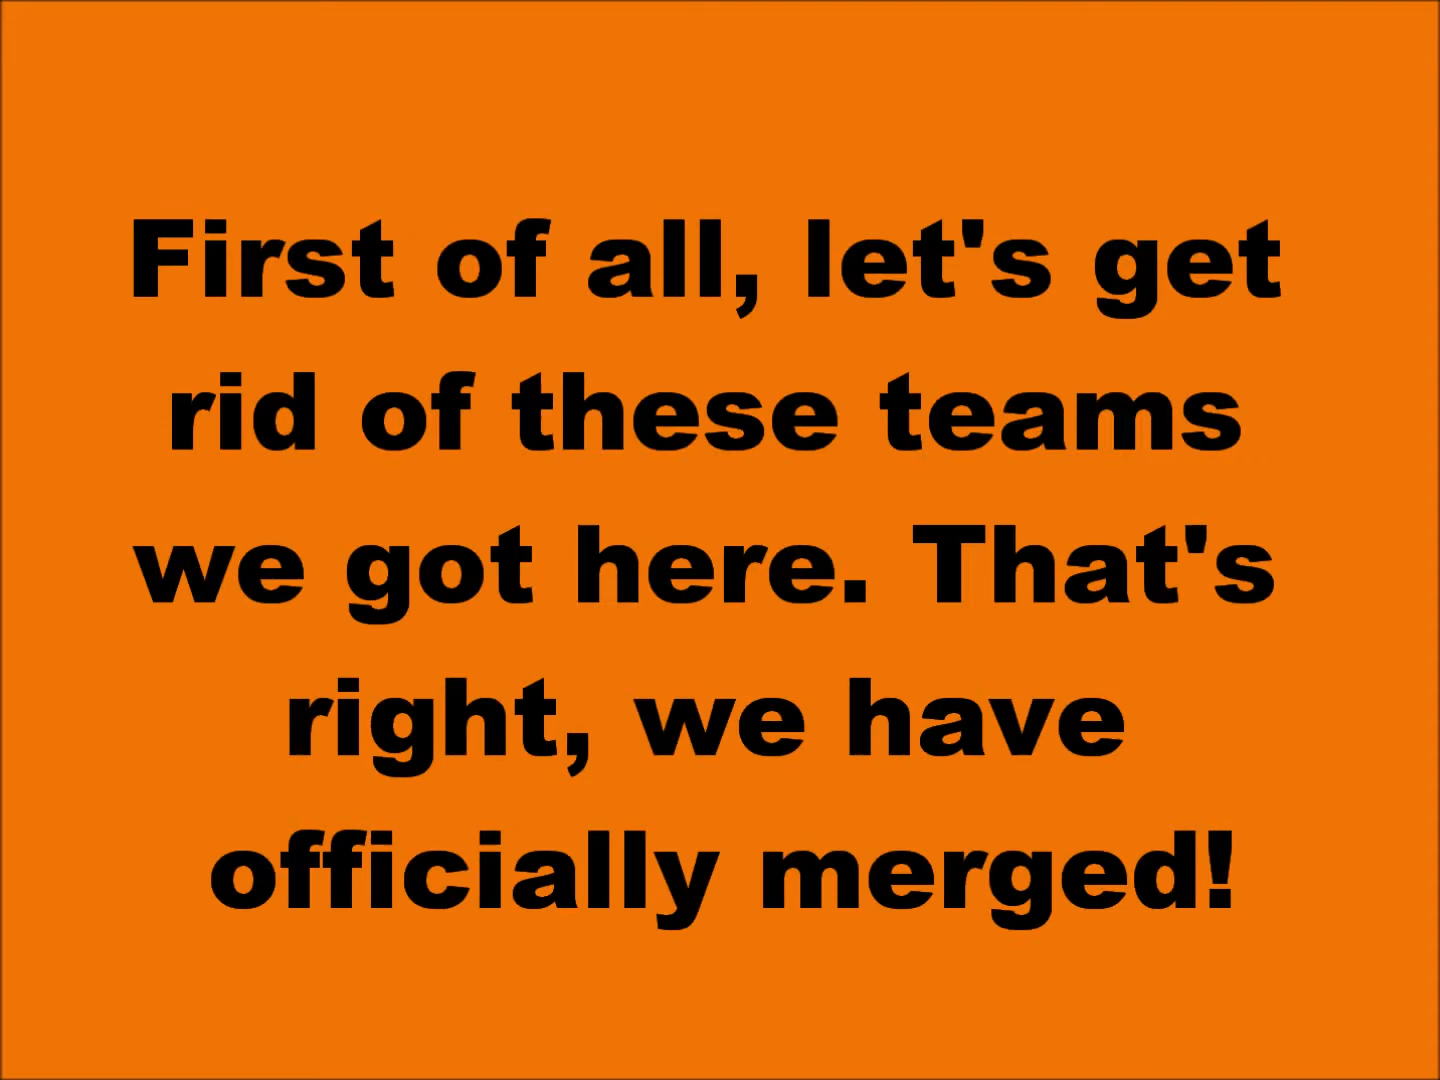 First of all, let's get
rid of these teams
we got here. That's
right, we have
officially merged!